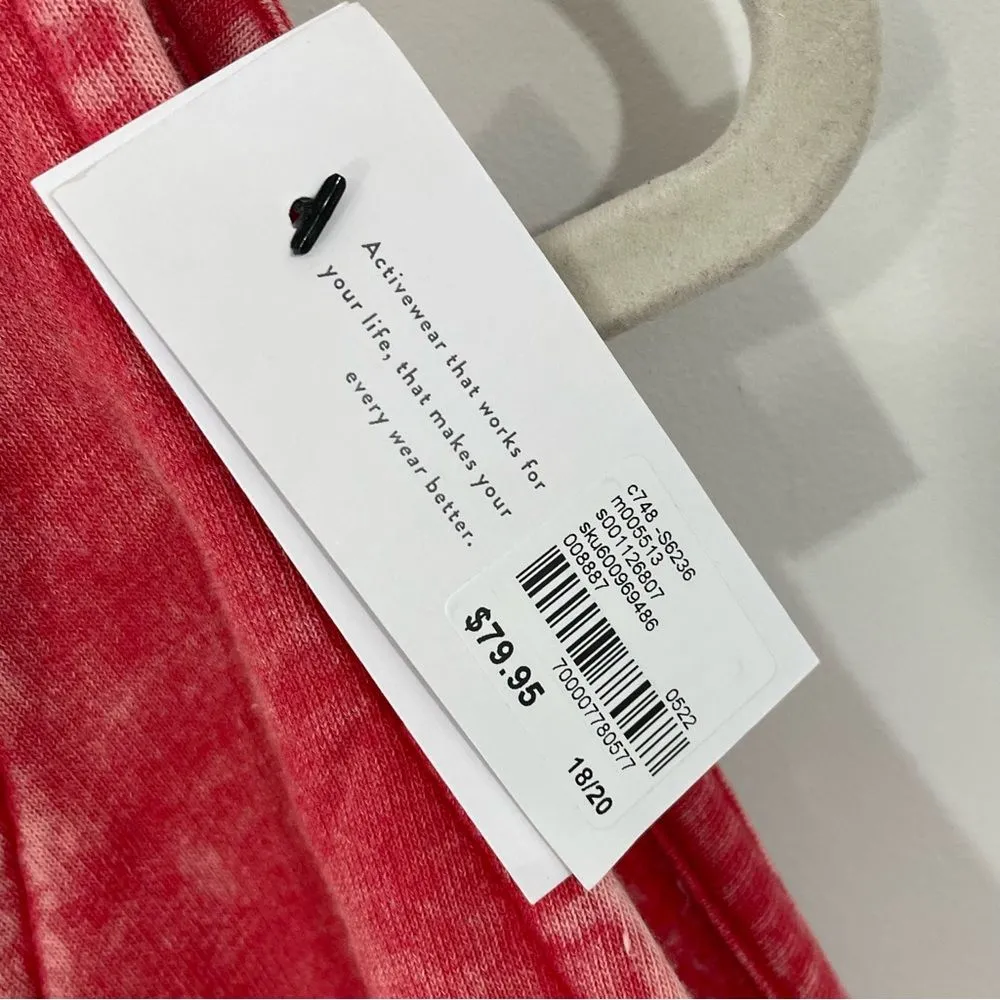 Activewear that works for
your life, that makes your
every wear better.
c748 -S6236
m005513
s001126807
sku600969486
008887
0522
700007780577
$79.95
18/20